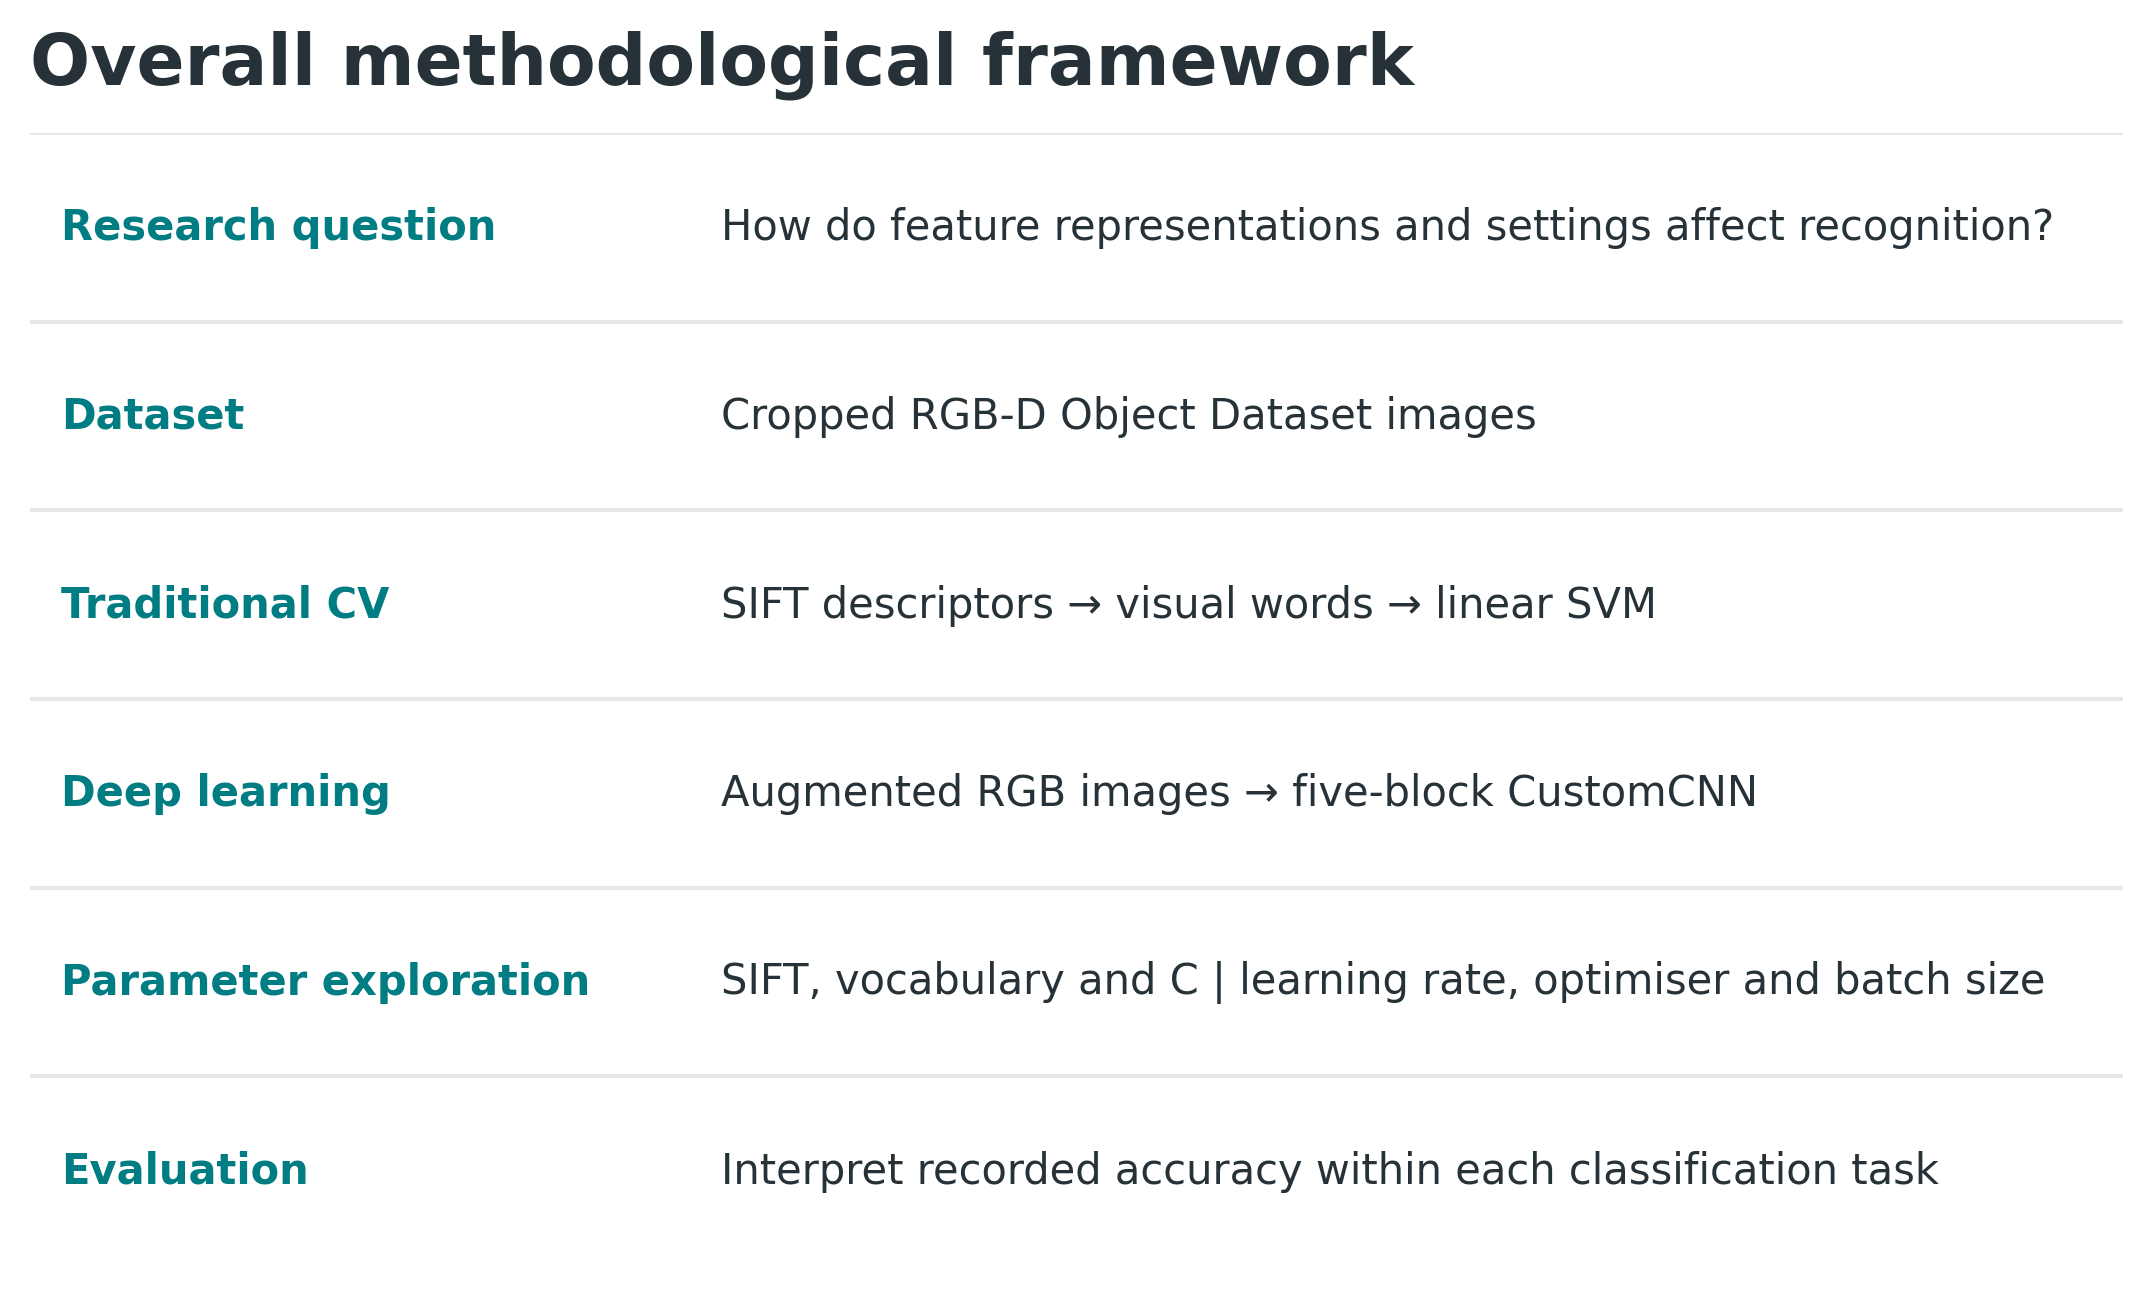 Overall methodological framework
Research question
How do feature representations and settings affect recognition?
Dataset
Cropped RGB-D Object Dataset images
Traditional CV
SIFT descriptors → visual words → linear SVM
Deep learning
Augmented RGB images → five-block CustomCNN
Parameter exploration
SIFT, vocabulary and C | learning rate, optimiser and batch size
Evaluation
Interpret recorded accuracy within each classification task